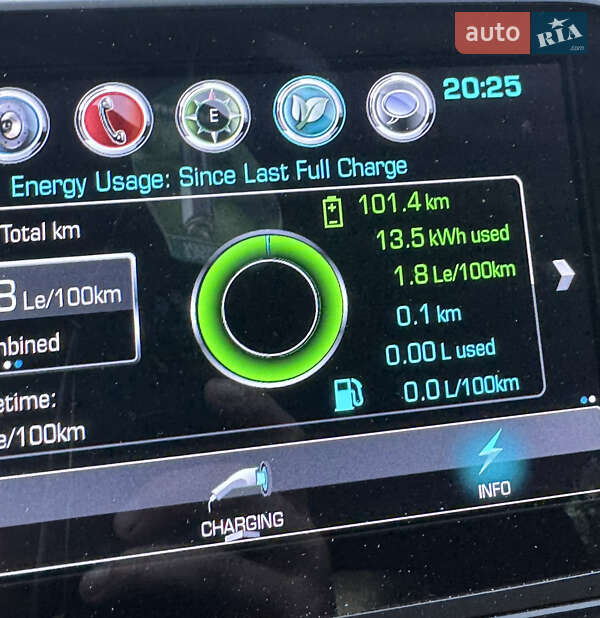 auto RIA
.com
20:25
E
Energy Usage: Since Last Full Charge
Total km
101.4 km
13.5 kWh used
Le/100km
1.8 Le/100km
0.1 km
0.00 L used
0.0 L/100km
CHARGING
INFO